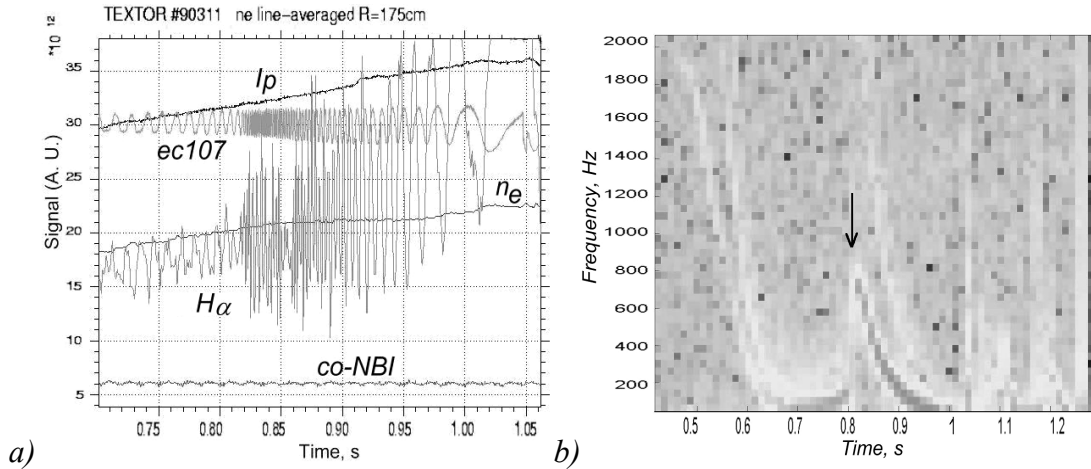 TEXTOR #90311 ne line-averaged R=175cm
*10 12
Signal (A. U.)
35
30
25
20
15
10
5
Ip
ec107
ne
Hα
co-NBI
0.75 0.80 0.85 0.90 0.95 1.00 1.05
Time, s
a)
Frequency, Hz
2000
1800
1600
1400
1200
1000
800
600
400
200
0.5 0.6 0.7 0.8 0.9 1 1.1 1.2
Time, s
b)